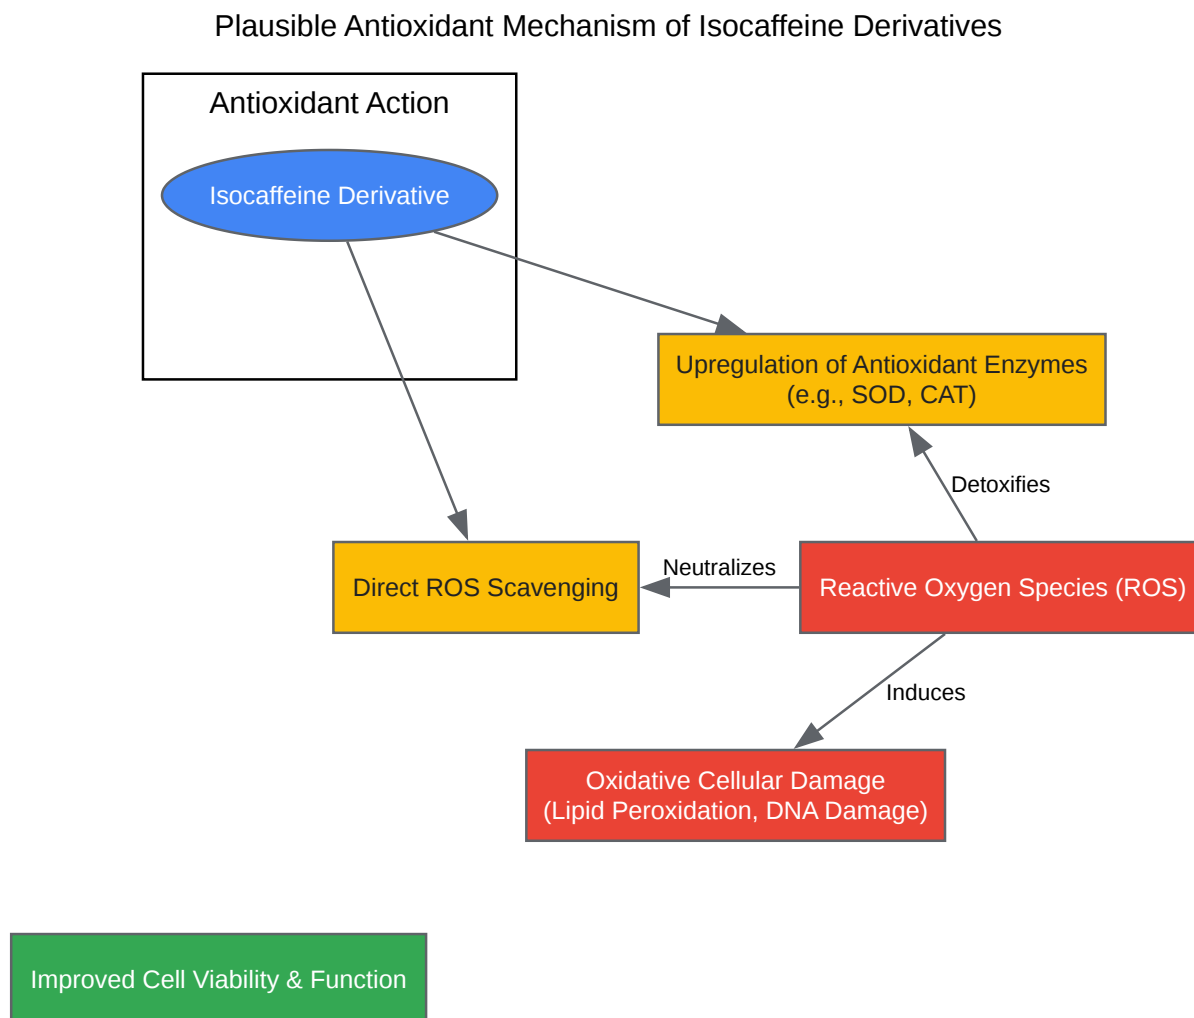 Plausible Antioxidant Mechanism of Isocaffeine Derivatives
Antioxidant Action
Isocaffeine Derivative
Upregulation of Antioxidant Enzymes
(e.g., SOD, CAT)
Detoxifies
Neutralizes
Direct ROS Scavenging
Reactive Oxygen Species (ROS)
Induces
Oxidative Cellular Damage
(Lipid Peroxidation, DNA Damage)
Improved Cell Viability & Function